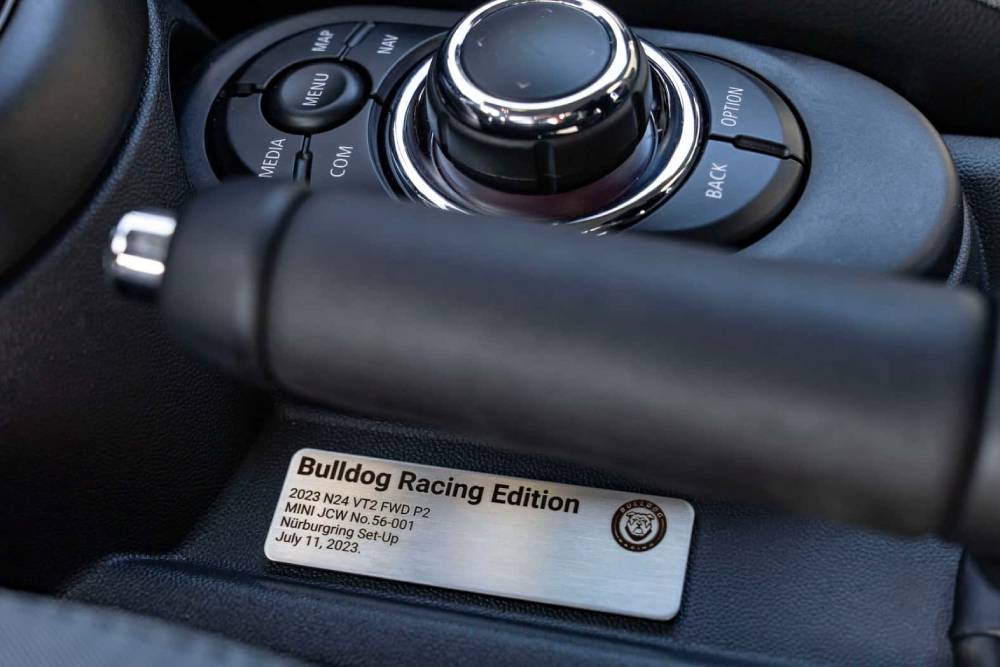 MAP
NAV
MENU
MEDIA
COM
OPTION
BACK
Bulldog Racing Edition
2023 N24 VT2 FWD P2
MINI JCW No.56-001
Nürburgring Set-Up
July 11, 2023.
BULLDOG